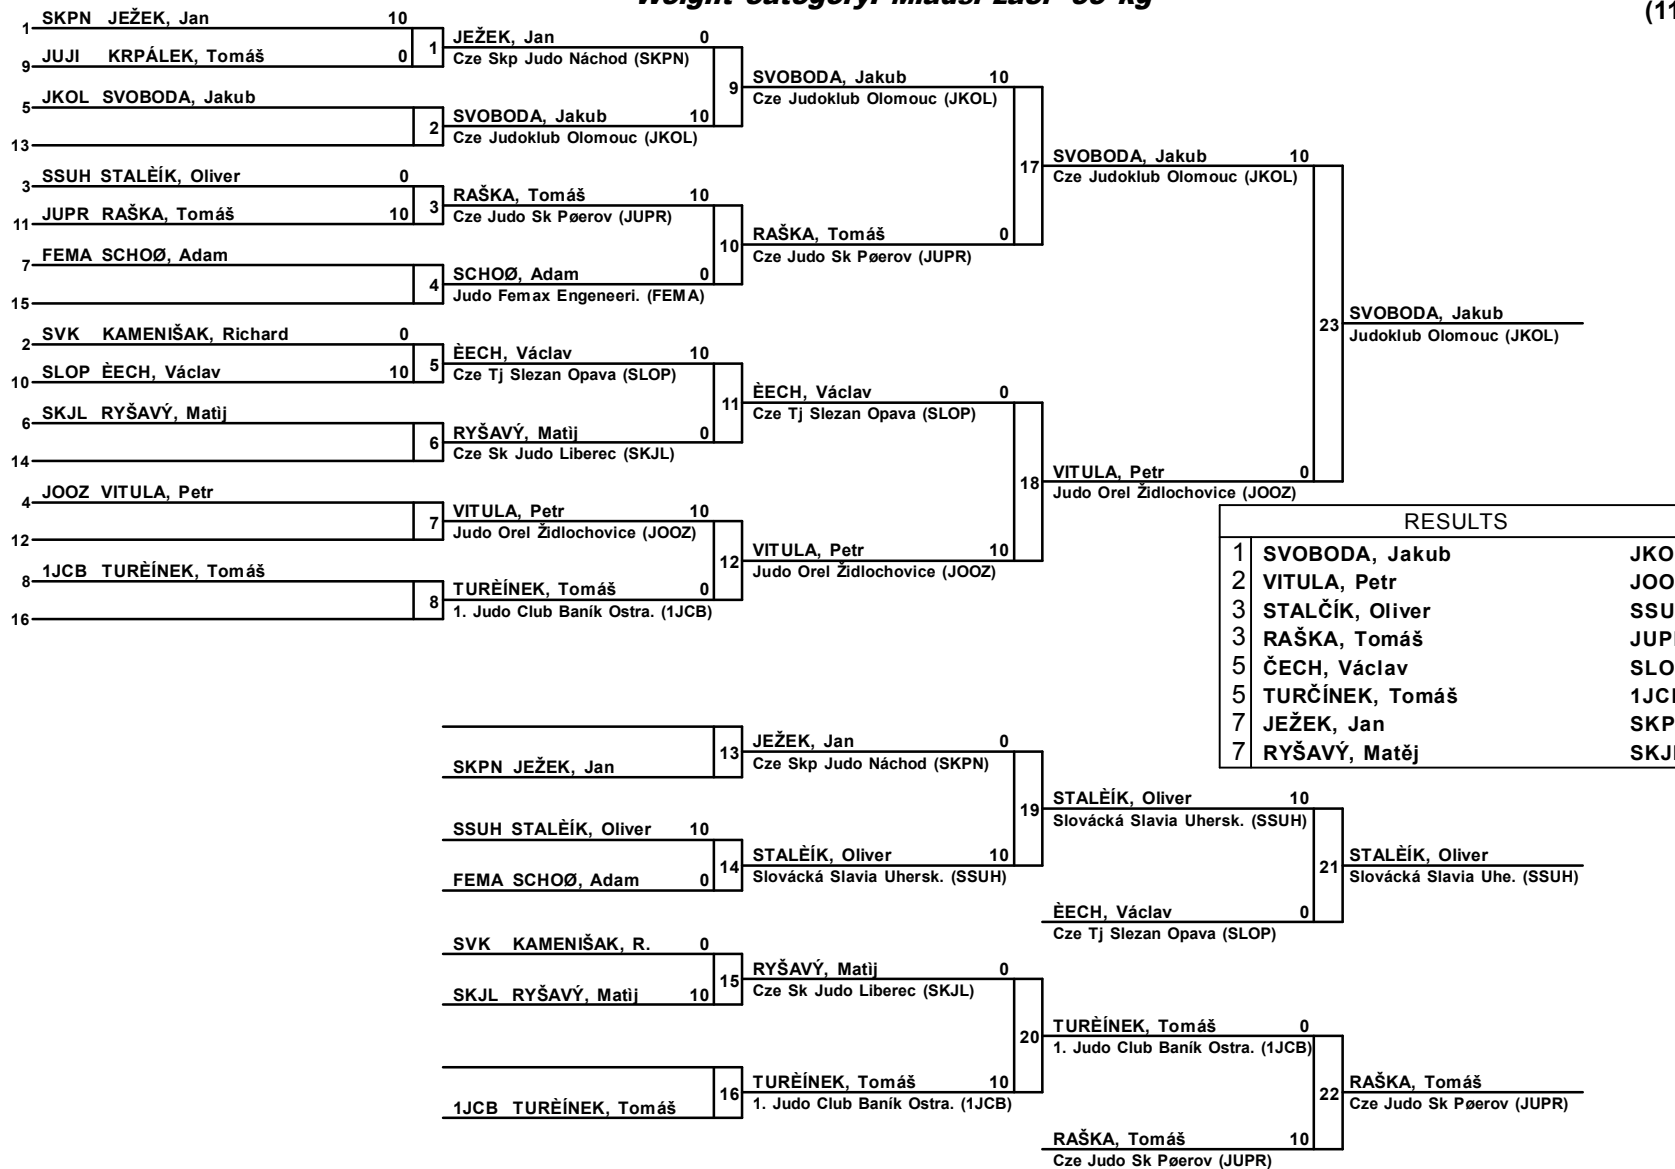 (11
1 SKPN JEŽEK, Jan 10
9 JUJI KRPÁLEK, Tomáš 0
1 JEŽEK, Jan 0
Cze Skp Judo Náchod (SKPN)
5 JKOL SVOBODA, Jakub
13
2 SVOBODA, Jakub 10
Cze Judoklub Olomouc (JKOL)
9 SVOBODA, Jakub 10
Cze Judoklub Olomouc (JKOL)
3 SSUH STALÈÍK, Oliver 0
11 JUPR RAŠKA, Tomáš 10
3 RAŠKA, Tomáš 10
Cze Judo Sk Pøerov (JUPR)
7 FEMA SCHOØ, Adam
15
4 SCHOØ, Adam 0
Judo Femax Engeneeri. (FEMA)
10 RAŠKA, Tomáš 0
Cze Judo Sk Pøerov (JUPR)
17 SVOBODA, Jakub 10
Cze Judoklub Olomouc (JKOL)
2 SVK KAMENIŠAK, Richard 0
10 SLOP ÈECH, Václav 10
5 ÈECH, Václav 10
Cze Tj Slezan Opava (SLOP)
6 SKJL RYŠAVÝ, Matìj
14
6 RYŠAVÝ, Matìj 0
Cze Sk Judo Liberec (SKJL)
11 ÈECH, Václav 0
Cze Tj Slezan Opava (SLOP)
4 JOOZ VITULA, Petr
12
7 VITULA, Petr 10
Judo Orel Židlochovice (JOOZ)
8 1JCB TURÈÍNEK, Tomáš
16
8 TURÈÍNEK, Tomáš 0
1. Judo Club Baník Ostra. (1JCB)
12 VITULA, Petr 10
Judo Orel Židlochovice (JOOZ)
18 VITULA, Petr 0
Judo Orel Židlochovice (JOOZ)
23 SVOBODA, Jakub
Judoklub Olomouc (JKOL)
RESULTS
1 SVOBODA, Jakub JKO
2 VITULA, Petr JOO
3 STALČÍK, Oliver SSU
3 RAŠKA, Tomáš JUP
5 ČECH, Václav SLO
5 TURČÍNEK, Tomáš 1JC
7 JEŽEK, Jan SKP
7 RYŠAVÝ, Matěj SKJ
SKPN JEŽEK, Jan
13 JEŽEK, Jan 0
Cze Skp Judo Náchod (SKPN)
SSUH STALÈÍK, Oliver 10
FEMA SCHOØ, Adam 0
14 STALÈÍK, Oliver 10
Slovácká Slavia Uhersk. (SSUH)
19 STALÈÍK, Oliver 10
Slovácká Slavia Uhersk. (SSUH)
ÈECH, Václav 0
Cze Tj Slezan Opava (SLOP)
21 STALÈÍK, Oliver
Slovácká Slavia Uhe. (SSUH)
SVK KAMENIŠAK, R. 0
SKJL RYŠAVÝ, Matìj 10
15 RYŠAVÝ, Matìj 0
Cze Sk Judo Liberec (SKJL)
1JCB TURÈÍNEK, Tomáš
16 TURÈÍNEK, Tomáš 10
1. Judo Club Baník Ostra. (1JCB)
20 TURÈÍNEK, Tomáš 0
1. Judo Club Baník Ostra. (1JCB)
RAŠKA, Tomáš 10
Cze Judo Sk Pøerov (JUPR)
22 RAŠKA, Tomáš
Cze Judo Sk Pøerov (JUPR)